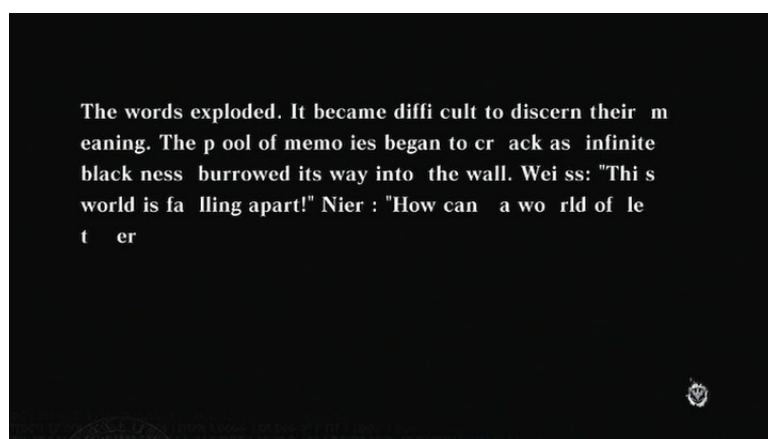 The words exploded. It became diffi cult to discern their  m
eaning. The p ool of memo ies began to cr  ack as  infinite
black ness  burrowed its way into  the wall. Wei ss: "Thi s
world is fa  lling apart!" Nier : "How can   a wo  rld of  le
t    er